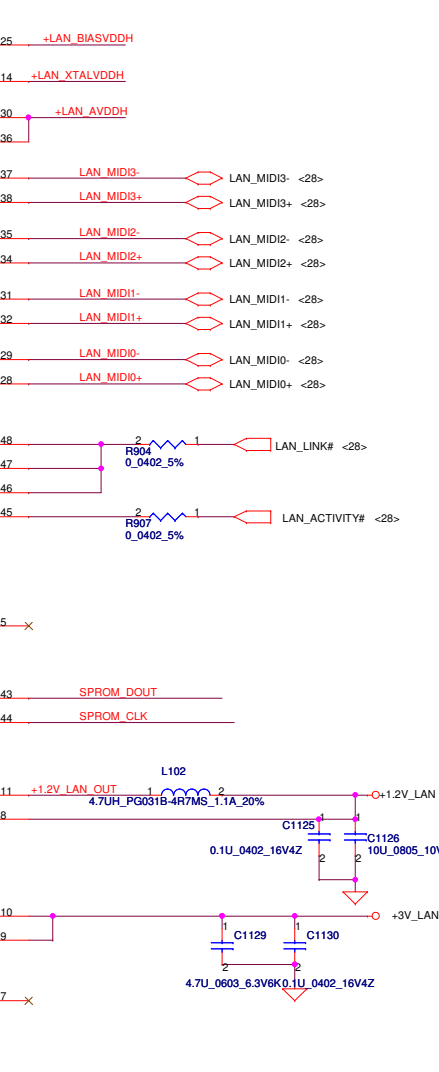 25 +LAN_BIASVDDH
14 +LAN_XTALVDDH
30 +LAN_AVDDH
36
37 LAN_MIDI3- LAN_MIDI3- <28>
38 LAN_MIDI3+ LAN_MIDI3+ <28>
35 LAN_MIDI2- LAN_MIDI2- <28>
34 LAN_MIDI2+ LAN_MIDI2+ <28>
31 LAN_MIDI1- LAN_MIDI1- <28>
32 LAN_MIDI1+ LAN_MIDI1+ <28>
29 LAN_MIDI0- LAN_MIDI0- <28>
28 LAN_MIDI0+ LAN_MIDI0+ <28>
48 2 1 LAN_LINK# <28>
R904
47 0_0402_5%
46
45 2 1 LAN_ACTIVITY# <28>
R907
0_0402_5%
5
43 SPROM_DOUT
44 SPROM_CLK
L102
11 +1.2V_LAN_OUT 1 2 +1.2V_LAN
4.7UH_PG031B-4R7MS_1.1A_20%
8 1 1
C1125 C1126
0.1U_0402_16V4Z 10U_0805_10V
2 2
10 +3V_LAN
9 1 C1129 1 C1130
2 2
4.7U_0603_6.3V6K 0.1U_0402_16V4Z
7